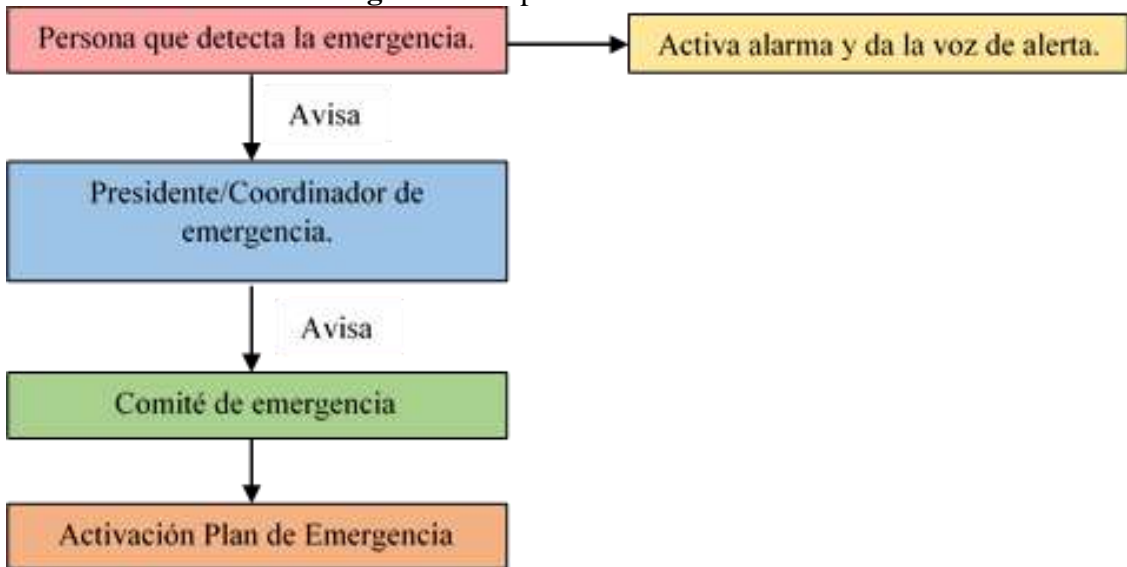 Persona que detecta la emergencia.
Activa alarma y da la voz de alerta.
Avisa
Presidente/Coordinador de
emergencia.
Avisa
Comité de emergencia
Activación Plan de Emergencia